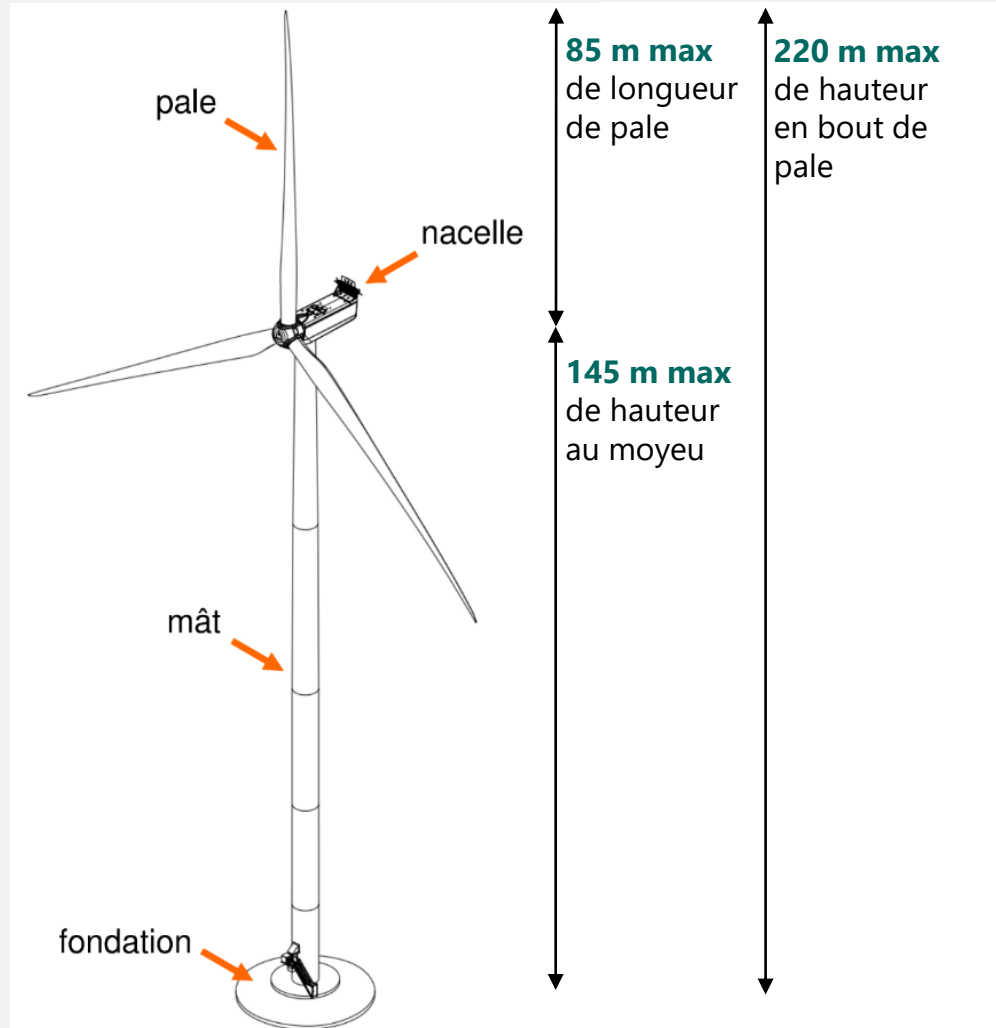 85 m max
de longueur
de pale
220 m max
de hauteur
en bout de
pale
pale
nacelle
145 m max
de hauteur
au moyeu
mât
fondation